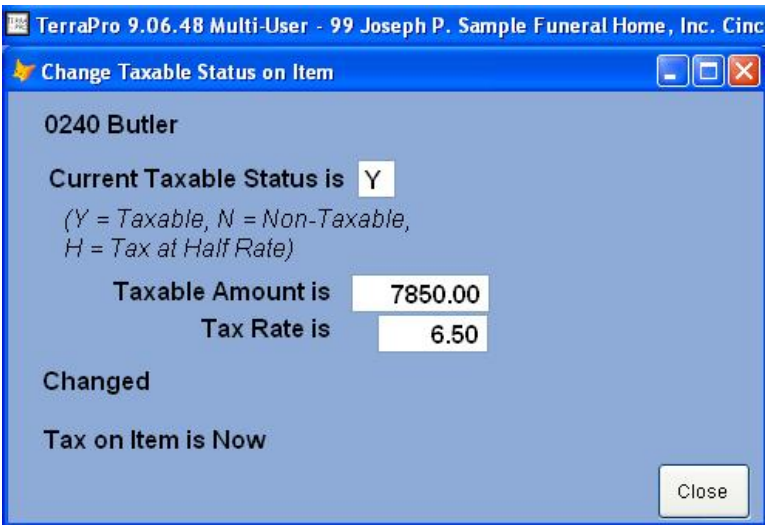 TerraPro 9.06.48 Multi-User - 99 Joseph P. Sample Funeral Home, Inc. Cinc
Change Taxable Status on Item
0240 Butler
Current Taxable Status is Y
(Y = Taxable, N = Non-Taxable,
H = Tax at Half Rate)
Taxable Amount is 7850.00
Tax Rate is 6.50
Changed
Tax on Item is Now
Close